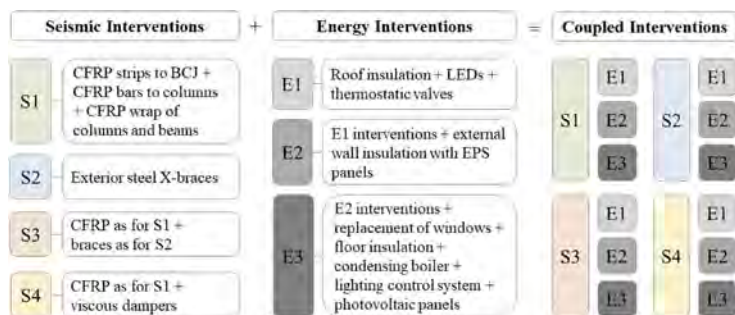 Seismic Interventions + Energy Interventions = Coupled Interventions
S1
CFRP strips to BCJ +
CFRP bars to columns
+ CFRP wrap of
columns and beams
S2
Exterior steel X-braces
S3
CFRP as for S1 +
braces as for S2
S4
CFRP as for S1 +
viscous dampers
E1
Roof insulation + LEDs +
thermostatic valves
E2
E1 interventions + external
wall insulation with EPS
panels
E3
E2 interventions +
replacement of windows +
floor insulation +
condensing boiler +
lighting control system +
photovoltaic panels
S1
E1
E2
E3
S2
E1
E2
E3
S3
E1
E2
E3
S4
E1
E2
E3